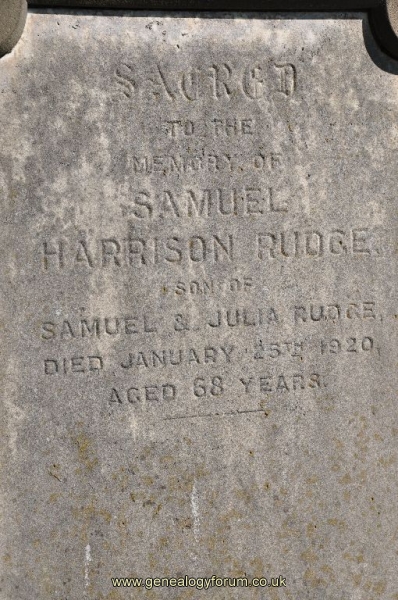 SACRED
TO THE
MEMORY OF
SAMUEL
HARRISON RUDGE.
SON OF
SAMUEL & JULIA RUDGE,
DIED JANUARY 25TH 1920,
AGED 68 YEARS.
www.genealogyforum.co.uk